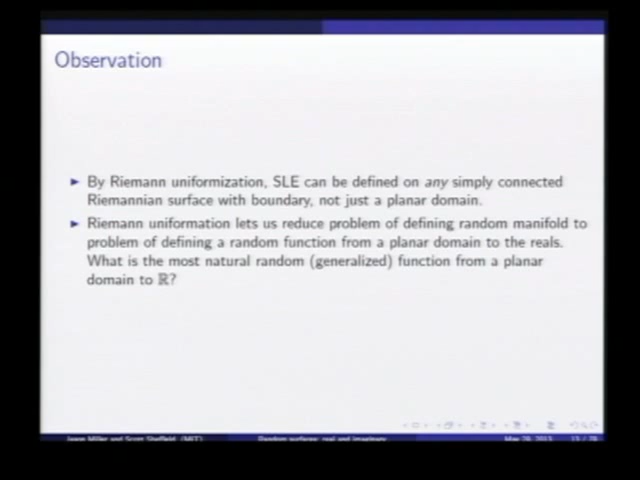 Observation
By Riemann uniformization, SLE can be defined on any simply connected
Riemannian surface with boundary, not just a planar domain.
Riemann uniformation lets us reduce problem of defining random manifold to
problem of defining a random function from a planar domain to the reals.
What is the most natural random (generalized) function from a planar
domain to ℝ?
Jason Miller and Scott Sheffield (MIT) Random surfaces: real and imaginary May 28, 2013 13 /